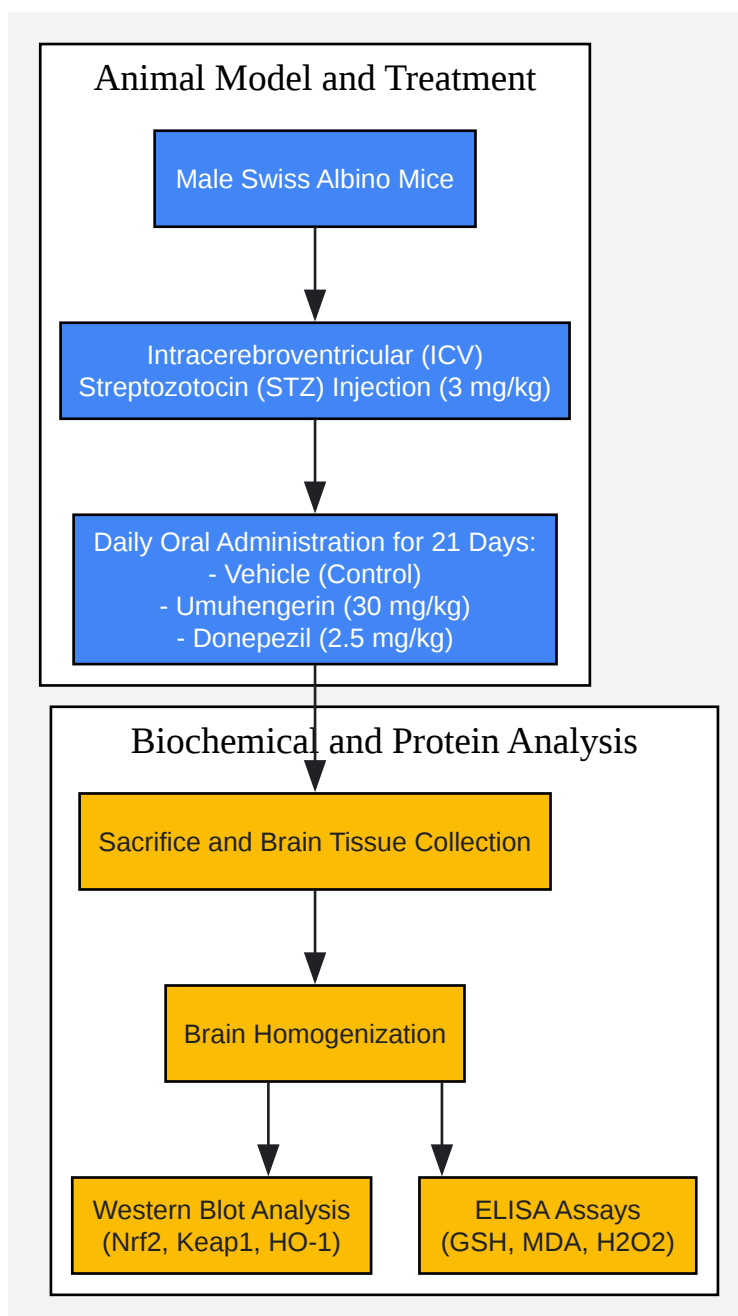 Animal Model and Treatment
Male Swiss Albino Mice
Intracerebroventricular (ICV)
Streptozotocin (STZ) Injection (3 mg/kg)
Daily Oral Administration for 21 Days:
- Vehicle (Control)
- Umuhengerin (30 mg/kg)
- Donepezil (2.5 mg/kg)
Biochemical and Protein Analysis
Sacrifice and Brain Tissue Collection
Brain Homogenization
Western Blot Analysis
(Nrf2, Keap1, HO-1)
ELISA Assays
(GSH, MDA, H2O2)